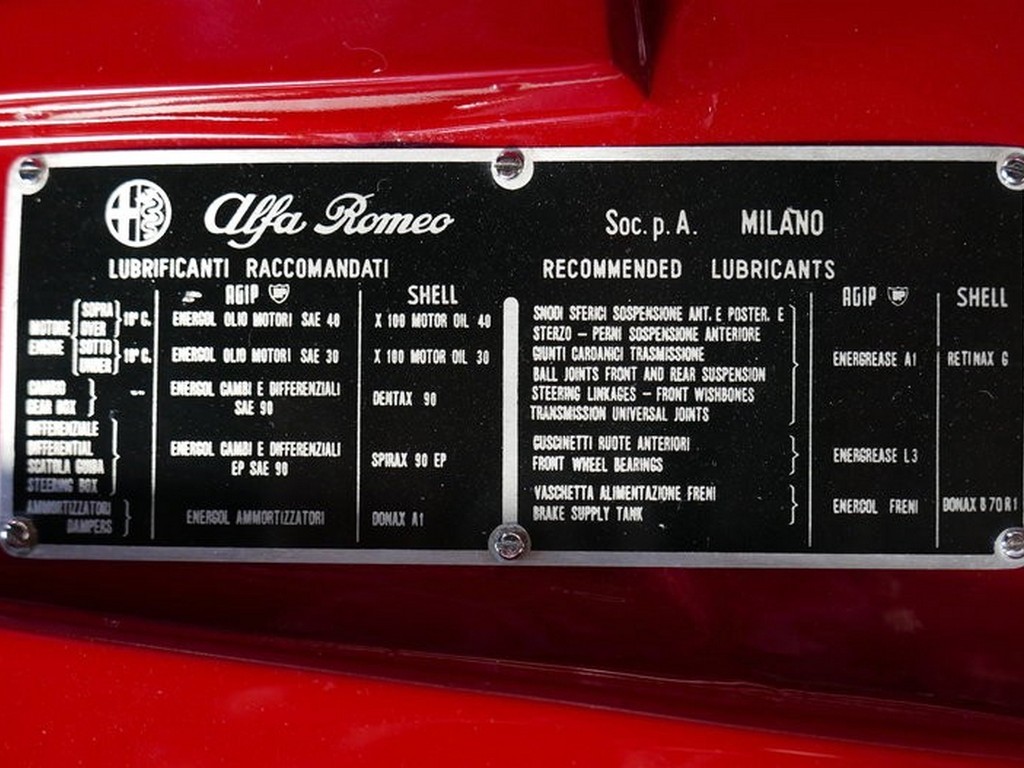 Alfa Romeo
Soc. p. A. MILANO
LUBRIFICANTI RACCOMANDATI
RECOMMENDED LUBRICANTS
AGIP BP SHELL
MOTORE ENGINE
SOPRA OVER 10° C. ENERGOL OLIO MOTORI SAE 40 X 100 MOTOR OIL 40
SOTTO UNDER 10° C. ENERGOL OLIO MOTORI SAE 30 X 100 MOTOR OIL 30
CAMBIO
GEAR BOX
ENERGOL CAMBI E DIFFERENZIALI
SAE 90
DENTAX 90
DIFFERENZIALE
DIFFERENTIAL
SCATOLA GUIDA
STEERING BOX
ENERGOL CAMBI E DIFFERENZIALI
EP SAE 90
SPIRAX 90 EP
AMMORTIZZATORI
DAMPERS
ENERGOL AMMORTIZZATORI
DONAX A1
AGIP BP SHELL
SNODI SFERICI SOSPENSIONE ANT. E POSTER. E
STERZO - PERNI SOSPENSIONE ANTERIORE
GIUNTI CARDANICI TRASMISSIONE
BALL JOINTS FRONT AND REAR SUSPENSION
STEERING LINKAGES - FRONT WISHBONES
TRANSMISSION UNIVERSAL JOINTS
ENERGREASE A1 RETINAX G
CUSCINETTI RUOTE ANTERIORI
FRONT WHEEL BEARINGS
ENERGREASE L3
VASCHETTA ALIMENTAZIONE FRENI
BRAKE SUPPLY TANK
ENERCOL FRENI DONAX B 70 R1